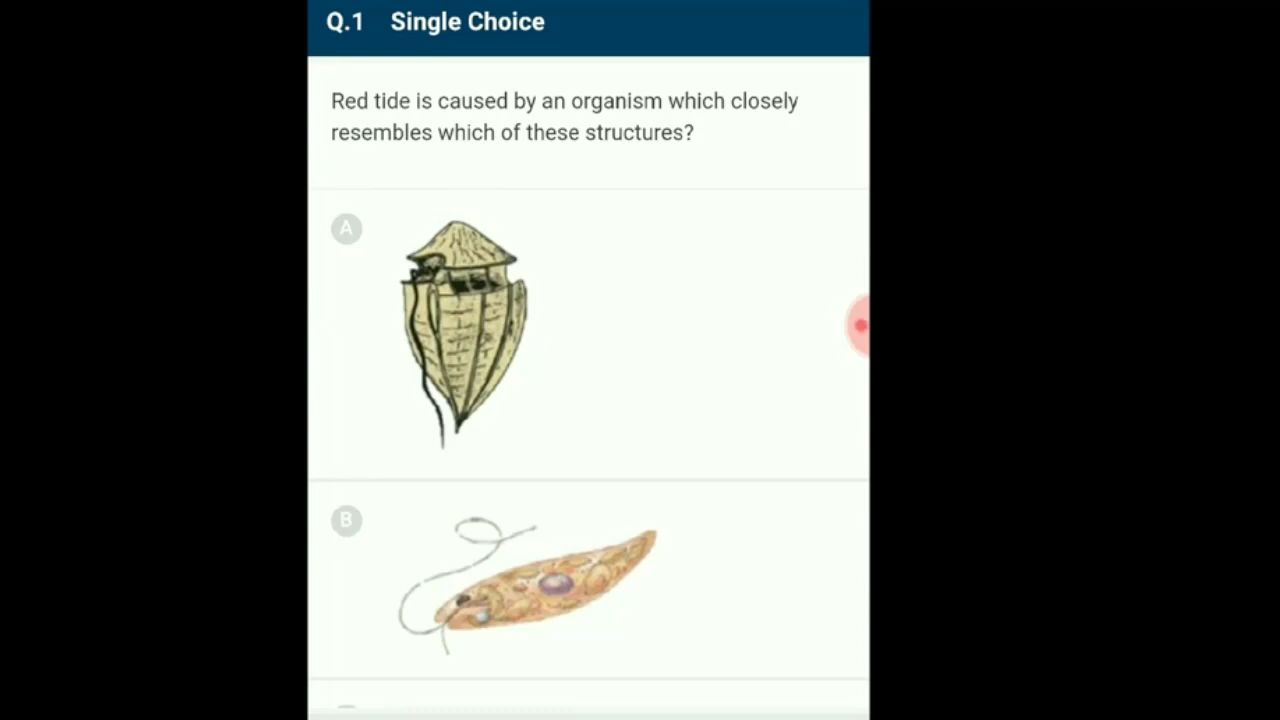 Q.1 Single Choice
Red tide is caused by an organism which closely
resembles which of these structures?
A
B